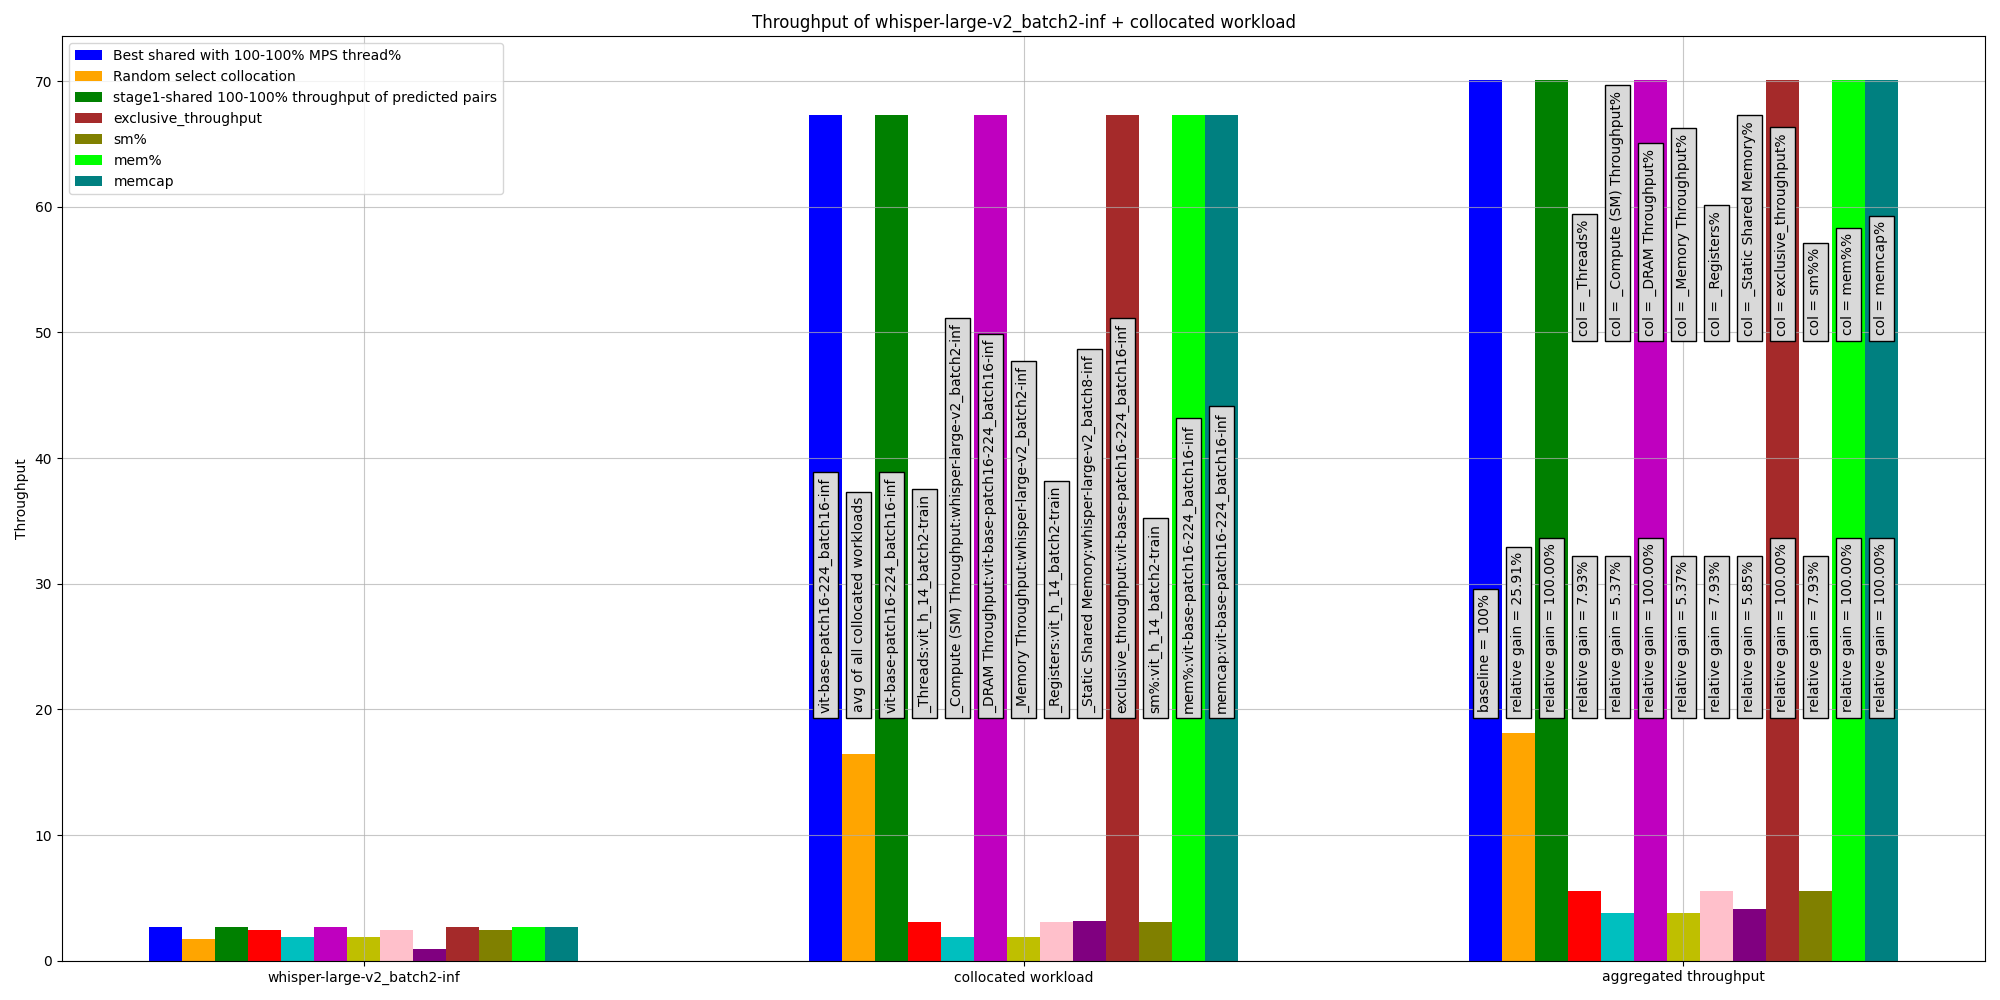 Throughput of whisper-large-v2_batch2-inf + collocated workload
Best shared with 100-100% MPS thread%
Random select collocation
stage1-shared 100-100% throughput of predicted pairs
exclusive_throughput
sm%
mem%
memcap
Throughput
70
60
50
40
30
20
10
0
vit-base-patch16-224_batch16-inf
avg of all collocated workloads
vit-base-patch16-224_batch16-inf
_Threads:vit_h_14_batch2-train
_Compute (SM) Throughput:whisper-large-v2_batch2-inf
_DRAM Throughput:vit-base-patch16-224_batch16-inf
_Memory Throughput:whisper-large-v2_batch2-inf
_Registers:vit_h_14_batch2-train
_Static Shared Memory:whisper-large-v2_batch8-inf
exclusive_throughput:vit-base-patch16-224_batch16-inf
sm%:vit_h_14_batch2-train
mem%:vit-base-patch16-224_batch16-inf
memcap:vit-base-patch16-224_batch16-inf
col = _Threads%
col = _Compute (SM) Throughput%
col = _DRAM Throughput%
col = _Memory Throughput%
col = _Registers%
col = _Static Shared Memory%
col = exclusive_throughput%
col = sm%%
col = mem%%
col = memcap%
baseline = 100%
relative gain = 25.91%
relative gain = 100.00%
relative gain = 7.93%
relative gain = 5.37%
relative gain = 100.00%
relative gain = 5.37%
relative gain = 7.93%
relative gain = 5.85%
relative gain = 100.00%
relative gain = 7.93%
relative gain = 100.00%
relative gain = 100.00%
whisper-large-v2_batch2-inf
collocated workload
aggregated throughput